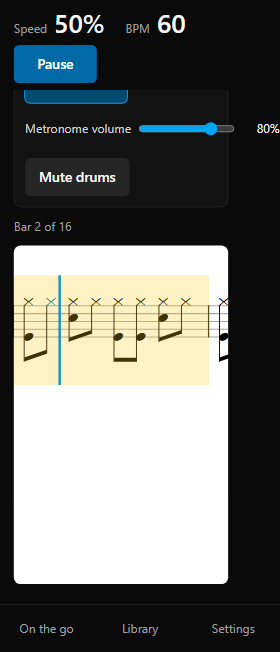 Speed 50% BPM 60
Pause
Metronome volume 80%
Mute drums
Bar 2 of 16
On the go Library Settings